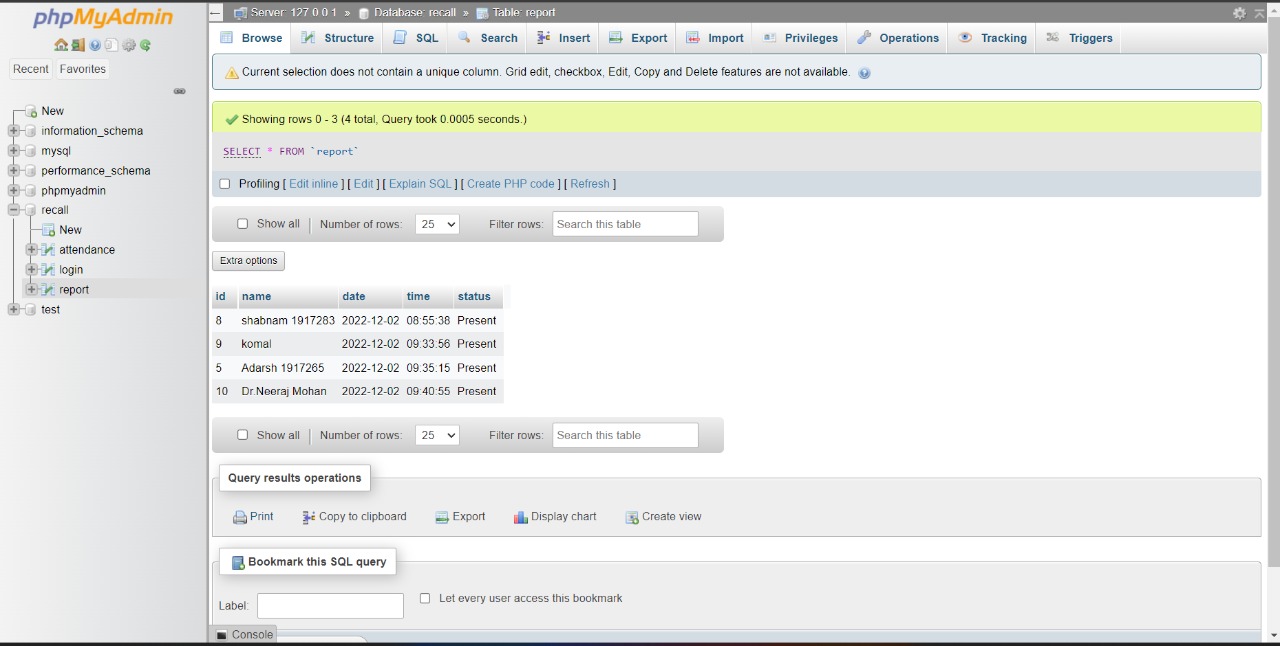 phpMyAdmin
Recent Favorites
New
information_schema
mysql
performance_schema
phpmyadmin
recall
New
attendance
login
report
test
Server: 127.0.0.1 » Database: recall » Table: report
Browse Structure SQL Search Insert Export Import Privileges Operations Tracking Triggers
Current selection does not contain a unique column. Grid edit, checkbox, Edit, Copy and Delete features are not available.
Showing rows 0 - 3 (4 total, Query took 0.0005 seconds.)
SELECT * FROM `report`
Profiling [ Edit inline ] [ Edit ] [ Explain SQL ] [ Create PHP code ] [ Refresh ]
Show all | Number of rows: 25 Filter rows: Search this table
Extra options
id name date time status
8 shabnam 1917283 2022-12-02 08:55:38 Present
9 komal 2022-12-02 09:33:56 Present
5 Adarsh 1917265 2022-12-02 09:35:15 Present
10 Dr.Neeraj Mohan 2022-12-02 09:40:55 Present
Show all | Number of rows: 25 Filter rows: Search this table
Query results operations
Print Copy to clipboard Export Display chart Create view
Bookmark this SQL query
Label: Let every user access this bookmark
Console